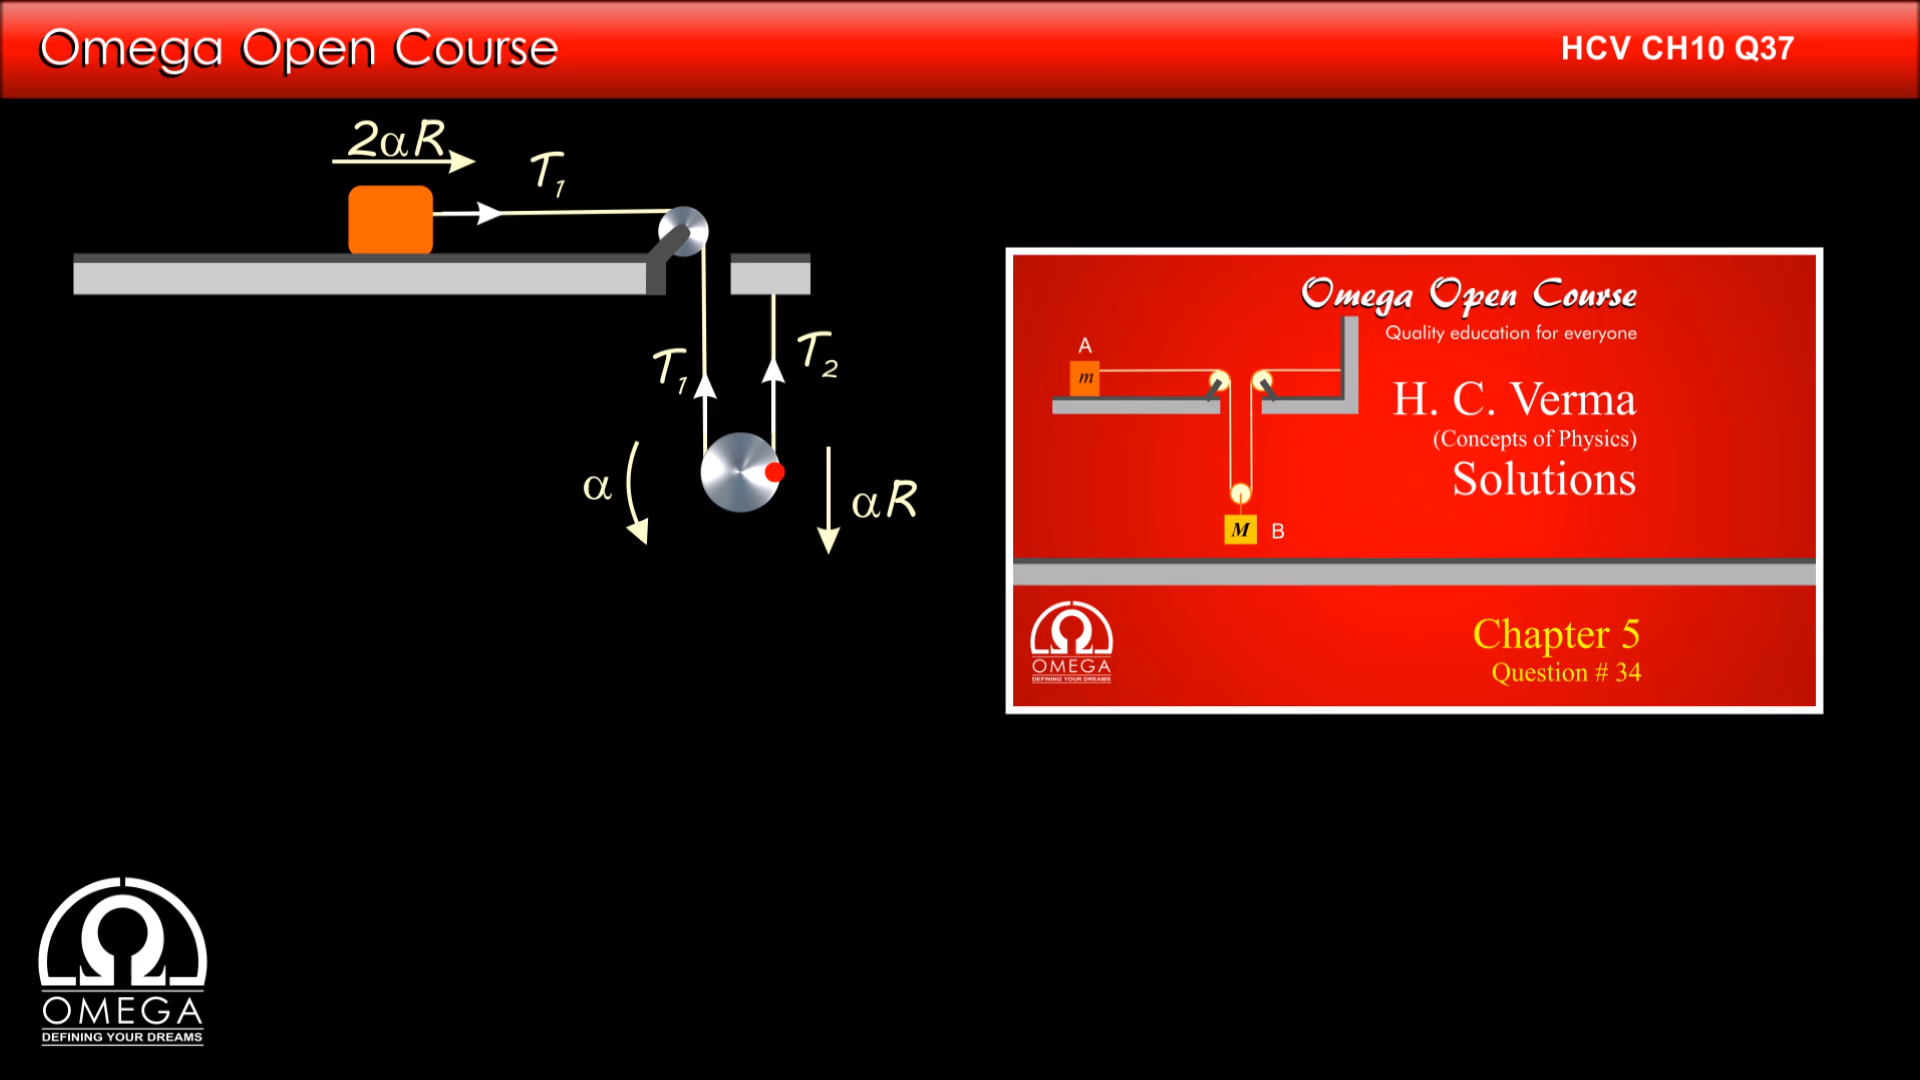 Omega Open Course
HCV CH10 Q37
2αR
T₁
T₁
T₂
α
αR
Omega Open Course
Quality education for everyone
A
m
H. C. Verma
(Concepts of Physics)
Solutions
M
B
Chapter 5
Question # 34
OMEGA
DEFINING YOUR DREAMS
OMEGA
DEFINING YOUR DREAMS